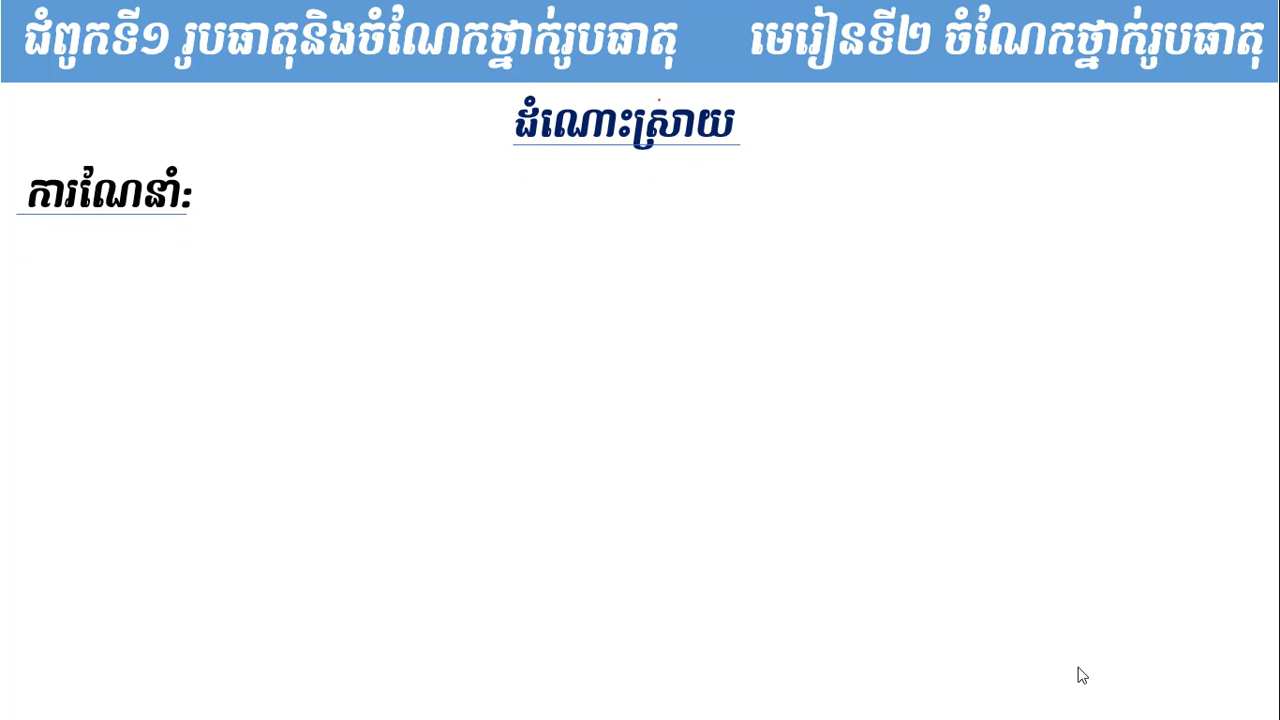 ជំពូកទី១ រូបធាតុនិងចំណែកថ្នាក់រូបធាតុ មេរៀនទី២ ចំណែកថ្នាក់រូបធាតុ
ដំណោះស្រាយ
ការណែនាំ: